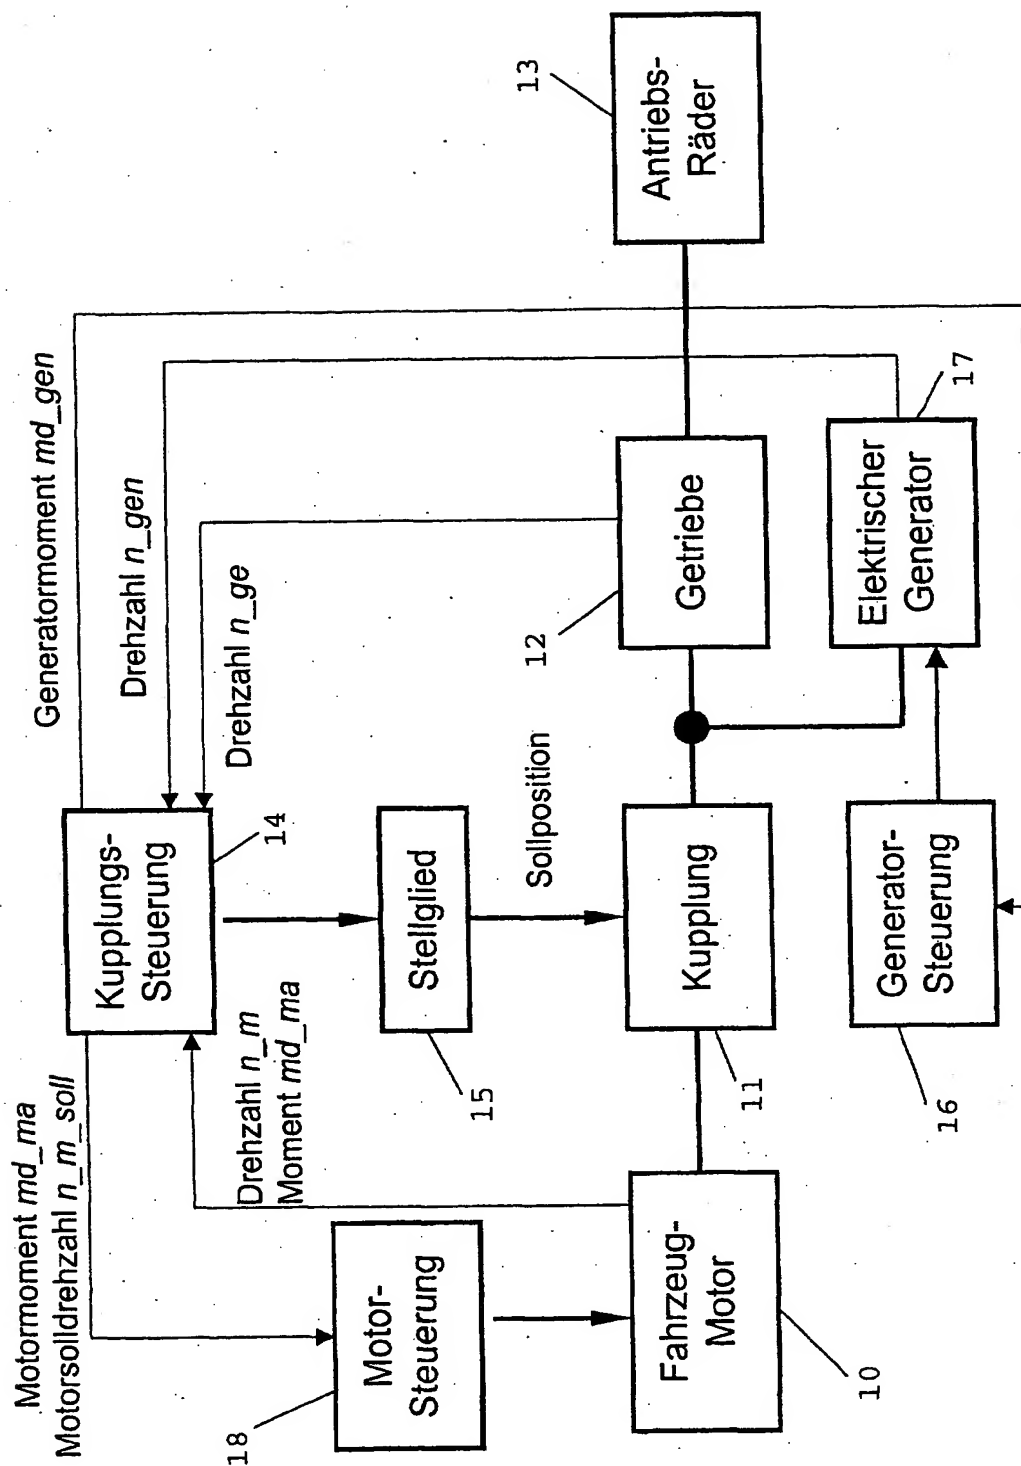 Motormoment md_ma
Motorsolldrehzahl n_m_soll
Generatormoment md_gen
Drehzahl n_gen
Drehzahl n_ge
Kupplungs-
Steuerung
14
Drehzahl n_m
Moment md_ma
18
Motor-
Steuerung
Stellglied
15
Sollposition
Fahrzeug-
Motor
10
Kupplung
11
Getriebe
12
Antriebs-
Räder
13
Generator-
Steuerung
16
Elektrischer
Generator
17